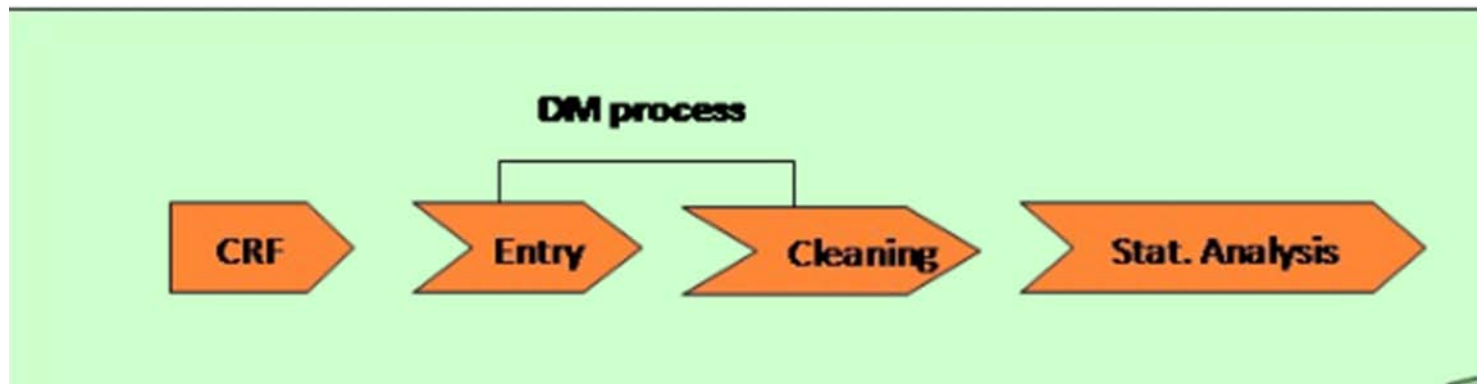 DM process
CRF
Entry
Cleaning
Stat. Analysis